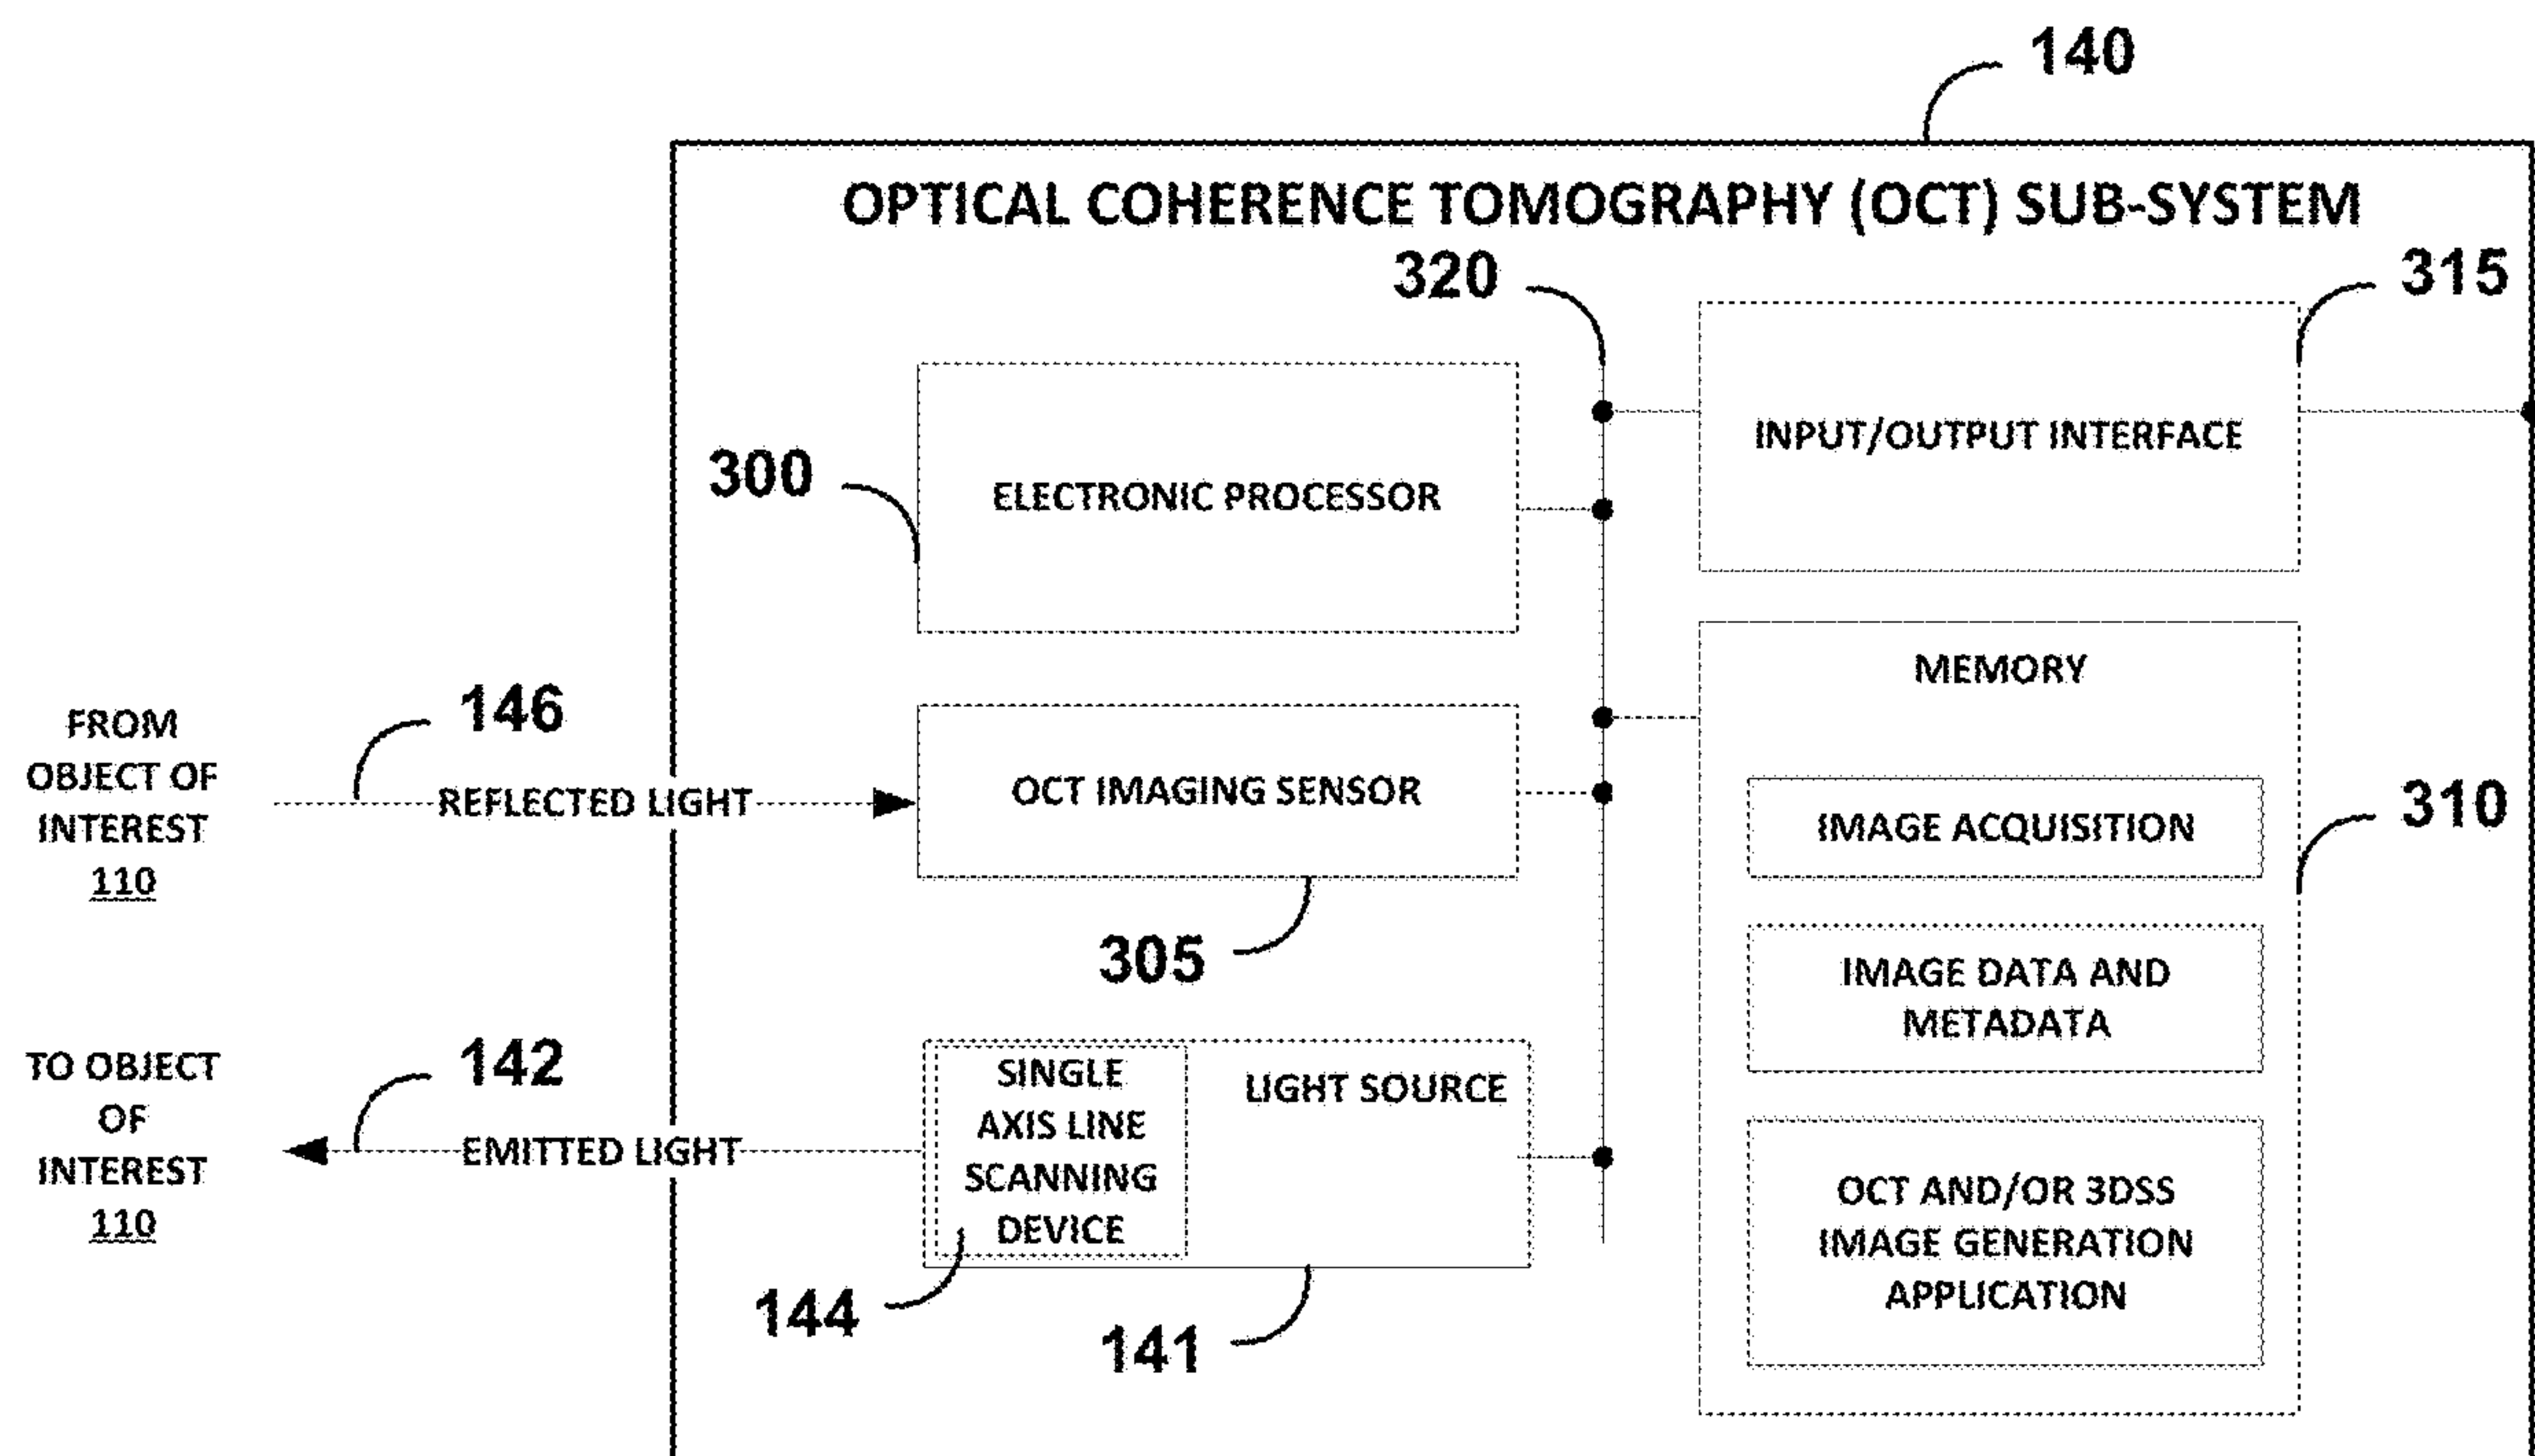 140
OPTICAL COHERENCE TOMOGRAPHY (OCT) SUB-SYSTEM
320
315
INPUT/OUTPUT INTERFACE
300
ELECTRONIC PROCESSOR
MEMORY
146
FROM
OBJECT OF
INTEREST
110
REFLECTED LIGHT
OCT IMAGING SENSOR
305
IMAGE ACQUISITION
310
IMAGE DATA AND
METADATA
OCT AND/OR 3DSS
IMAGE GENERATION
APPLICATION
142
TO OBJECT
OF
INTEREST
110
EMITTED LIGHT
SINGLE
AXIS LINE
SCANNING
DEVICE
LIGHT SOURCE
144
141